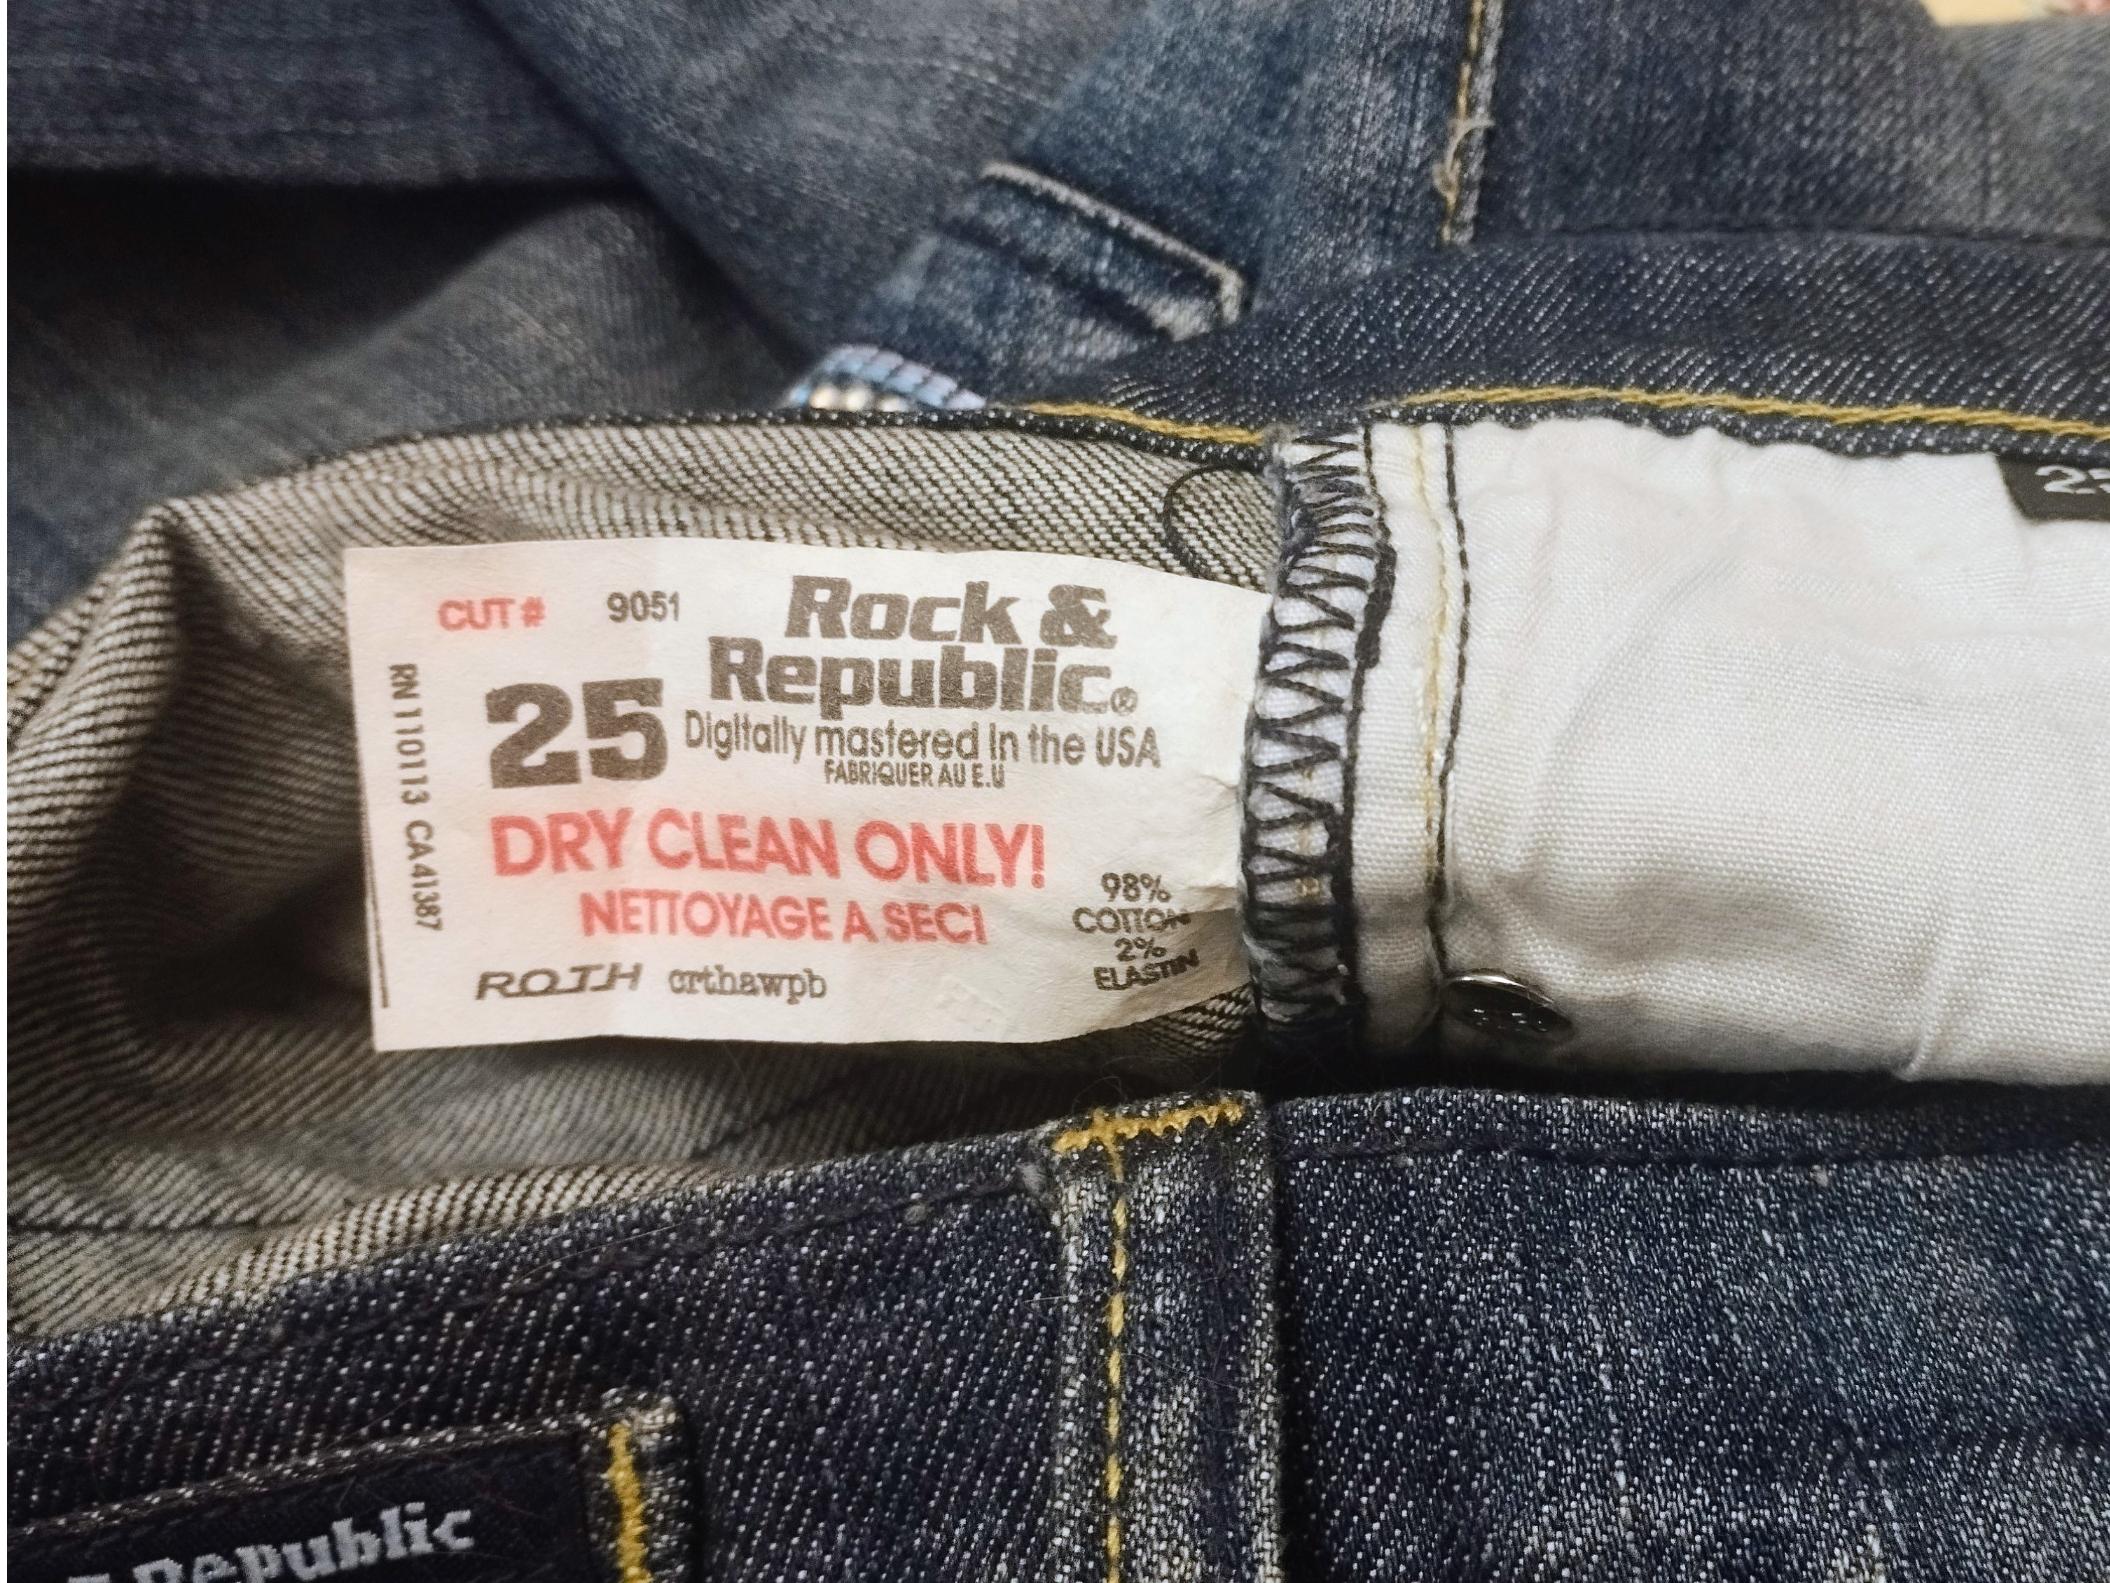 CUT # 9051
Rock &
Republic®
25
Digitally mastered in the USA
FABRIQUER AU E.U
DRY CLEAN ONLY!
NETTOYAGE A SEC!
98%
COTTON
2%
ELASTIN
ROTH crthawpb
RN 110113 CA 41387
Republic